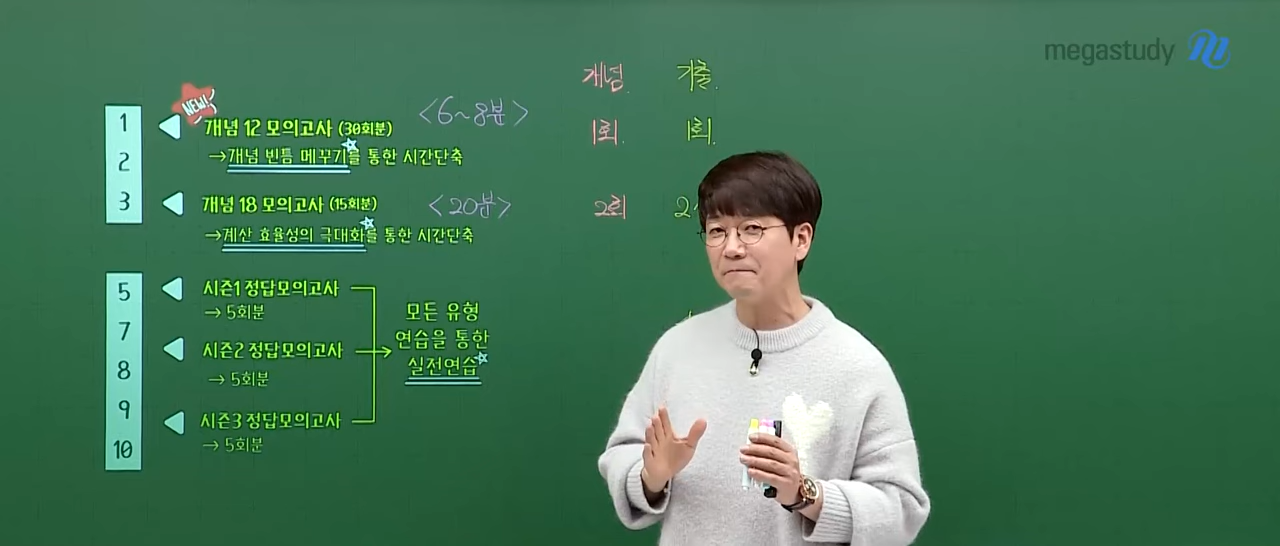 megastudy
개념 기출
NEW!
1
개념 12 모의고사 (30회분) <6~8분>
1회 1회
2
→개념 빈틈 메꾸기를 통한 시간단축
3
개념 18 모의고사 (15회분) <20분>
2회 2
→계산 효율성의 극대화를 통한 시간단축
5
시즌1 정답모의고사
→ 5회분
7
시즌2 정답모의고사
8
→ 5회분
9
시즌3 정답모의고사
10
→ 5회분
모든 유형
연습을 통한
실전연습